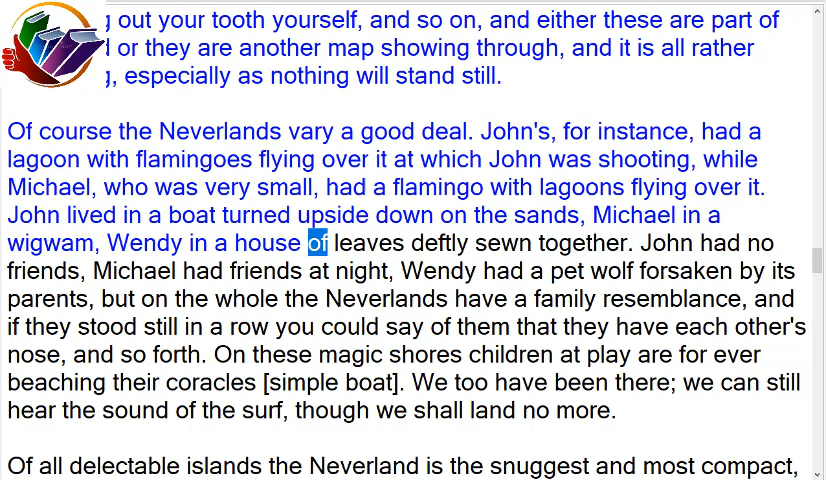 out your tooth yourself, and so on, and either these are part of
or they are another map showing through, and it is all rather
especially as nothing will stand still.
Of course the Neverlands vary a good deal. John's, for instance, had a
lagoon with flamingoes flying over it at which John was shooting, while
Michael, who was very small, had a flamingo with lagoons flying over it.
John lived in a boat turned upside down on the sands, Michael in a
wigwam, Wendy in a house of leaves deftly sewn together. John had no
friends, Michael had friends at night, Wendy had a pet wolf forsaken by its
parents, but on the whole the Neverlands have a family resemblance, and
if they stood still in a row you could say of them that they have each other's
nose, and so forth. On these magic shores children at play are for ever
beaching their coracles [simple boat]. We too have been there; we can still
hear the sound of the surf, though we shall land no more.
Of all delectable islands the Neverland is the snuggest and most compact,